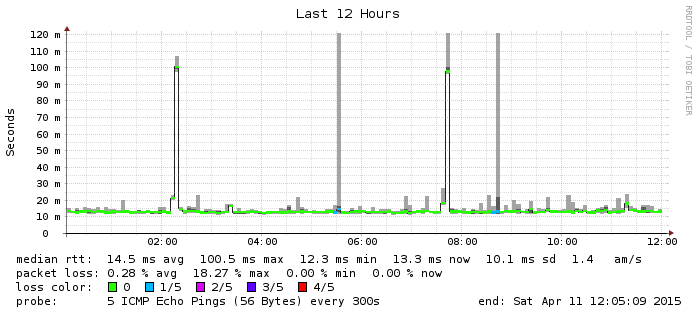 Last 12 Hours
RRDTOOL / TOBI OETIKER
Seconds
120 m
110 m
100 m
90 m
80 m
70 m
60 m
50 m
40 m
30 m
20 m
10 m
0
02:00 04:00 06:00 08:00 10:00 12:00
median rtt: 14.5 ms avg 100.5 ms max 12.3 ms min 13.3 ms now 10.1 ms sd 1.4 am/s
packet loss: 0.28 % avg 18.27 % max 0.00 % min 0.00 % now
loss color: 0 1/5 2/5 3/5 4/5
probe: 5 ICMP Echo Pings (56 Bytes) every 300s end: Sat Apr 11 12:05:09 2015